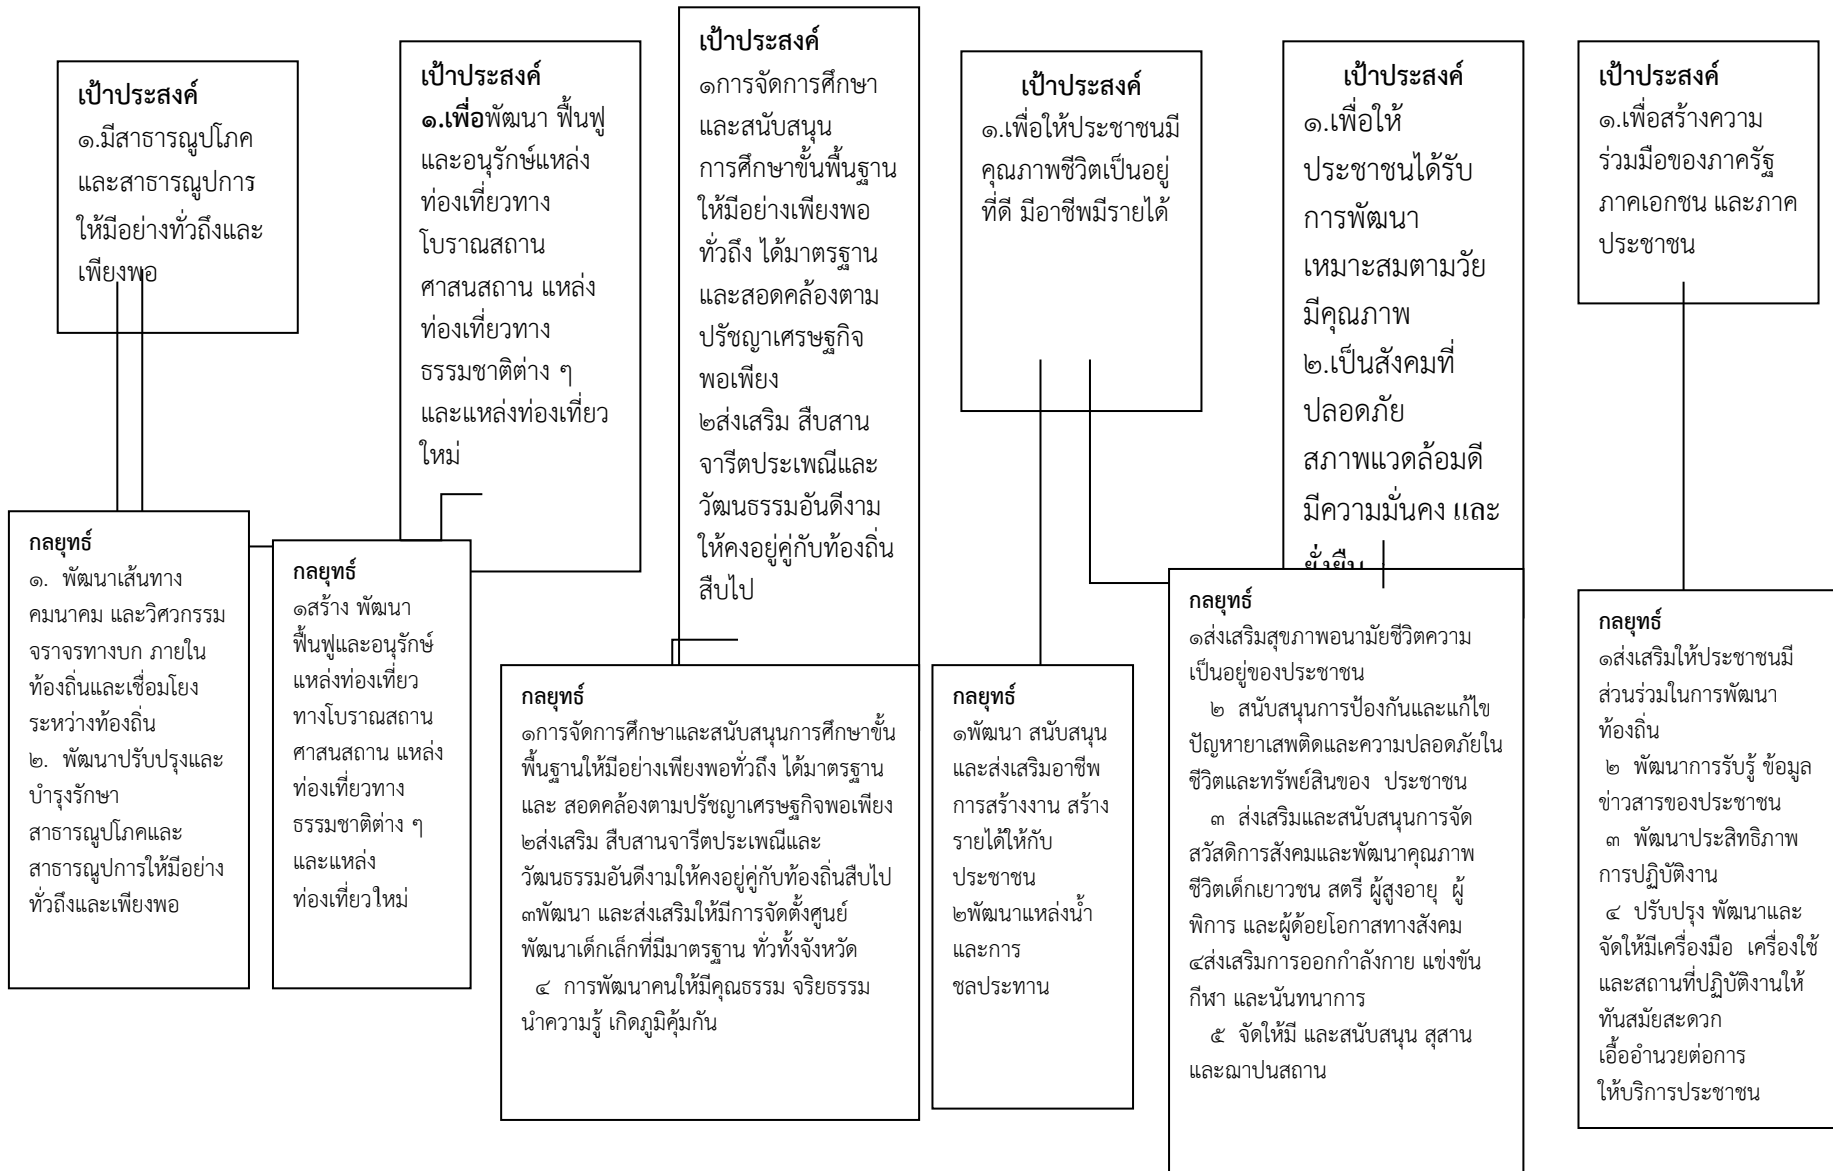 เป้าประสงค์
๑.มีสาธารณูปโภค
และสาธารณูปการ
ให้มีอย่างทั่วถึงและ
เพียงพอ
เป้าประสงค์
๑.เพื่อพัฒนา ฟื้นฟู
และอนุรักษ์แหล่ง
ท่องเที่ยวทาง
โบราณสถาน
ศาสนสถาน แหล่ง
ท่องเที่ยวทาง
ธรรมชาติต่าง ๆ
และแหล่งท่องเที่ยว
ใหม่
เป้าประสงค์
๑การจัดการศึกษา
และสนับสนุน
การศึกษาขั้นพื้นฐาน
ให้มีอย่างเพียงพอ
ทั่วถึง ได้มาตรฐาน
และสอดคล้องตาม
ปรัชญาเศรษฐกิจ
พอเพียง
๒ส่งเสริม สืบสาน
จารีตประเพณีและ
วัฒนธรรมอันดีงาม
ให้คงอยู่คู่กับท้องถิ่น
สืบไป
เป้าประสงค์
๑.เพื่อให้ประชาชนมี
คุณภาพชีวิตเป็นอยู่
ที่ดี มีอาชีพมีรายได้
เป้าประสงค์
๑.เพื่อให้
ประชาชนได้รับ
การพัฒนา
เหมาะสมตามวัย
มีคุณภาพ
๒.เป็นสังคมที่
ปลอดภัย
สภาพแวดล้อมดี
มีความมั่นคง และ
ยั่งยืน
เป้าประสงค์
๑.เพื่อสร้างความ
ร่วมมือของภาครัฐ
ภาคเอกชน และภาค
ประชาชน
กลยุทธ์
๑. พัฒนาเส้นทาง
คมนาคม และวิศวกรรม
จราจรทางบก ภายใน
ท้องถิ่นและเชื่อมโยง
ระหว่างท้องถิ่น
๒. พัฒนาปรับปรุงและ
บำรุงรักษา
สาธารณูปโภคและ
สาธารณูปการให้มีอย่าง
ทั่วถึงและเพียงพอ
กลยุทธ์
๑สร้าง พัฒนา
ฟื้นฟูและอนุรักษ์
แหล่งท่องเที่ยว
ทางโบราณสถาน
ศาสนสถาน แหล่ง
ท่องเที่ยวทาง
ธรรมชาติต่าง ๆ
และแหล่ง
ท่องเที่ยวใหม่
กลยุทธ์
๑การจัดการศึกษาและสนับสนุนการศึกษาขั้น
พื้นฐานให้มีอย่างเพียงพอทั่วถึง ได้มาตรฐาน
และ สอดคล้องตามปรัชญาเศรษฐกิจพอเพียง
๒ส่งเสริม สืบสานจารีตประเพณีและ
วัฒนธรรมอันดีงามให้คงอยู่คู่กับท้องถิ่นสืบไป
๓พัฒนา และส่งเสริมให้มีการจัดตั้งศูนย์
พัฒนาเด็กเล็กที่มีมาตรฐาน ทั่วทั้งจังหวัด
๔ การพัฒนาคนให้มีคุณธรรม จริยธรรม
นำความรู้ เกิดภูมิคุ้มกัน
กลยุทธ์
๑พัฒนา สนับสนุน
และส่งเสริมอาชีพ
การสร้างงาน สร้าง
รายได้ให้กับ
ประชาชน
๒พัฒนาแหล่งน้ำ
และการ
ชลประทาน
กลยุทธ์
๑ส่งเสริมสุขภาพอนามัยชีวิตความ
เป็นอยู่ของประชาชน
๒ สนับสนุนการป้องกันและแก้ไข
ปัญหายาเสพติดและความปลอดภัยใน
ชีวิตและทรัพย์สินของ ประชาชน
๓ ส่งเสริมและสนับสนุนการจัด
สวัสดิการสังคมและพัฒนาคุณภาพ
ชีวิตเด็กเยาวชน สตรี ผู้สูงอายุ ผู้
พิการ และผู้ด้อยโอกาสทางสังคม
๔ส่งเสริมการออกกำลังกาย แข่งขัน
กีฬา และนันทนาการ
๕ จัดให้มี และสนับสนุน สุสาน
และฌาปนสถาน
กลยุทธ์
๑ส่งเสริมให้ประชาชนมี
ส่วนร่วมในการพัฒนา
ท้องถิ่น
๒ พัฒนาการรับรู้ ข้อมูล
ข่าวสารของประชาชน
๓ พัฒนาประสิทธิภาพ
การปฏิบัติงาน
๔ ปรับปรุง พัฒนาและ
จัดให้มีเครื่องมือ เครื่องใช้
และสถานที่ปฏิบัติงานให้
ทันสมัยสะดวก
เอื้ออำนวยต่อการ
ให้บริการประชาชน